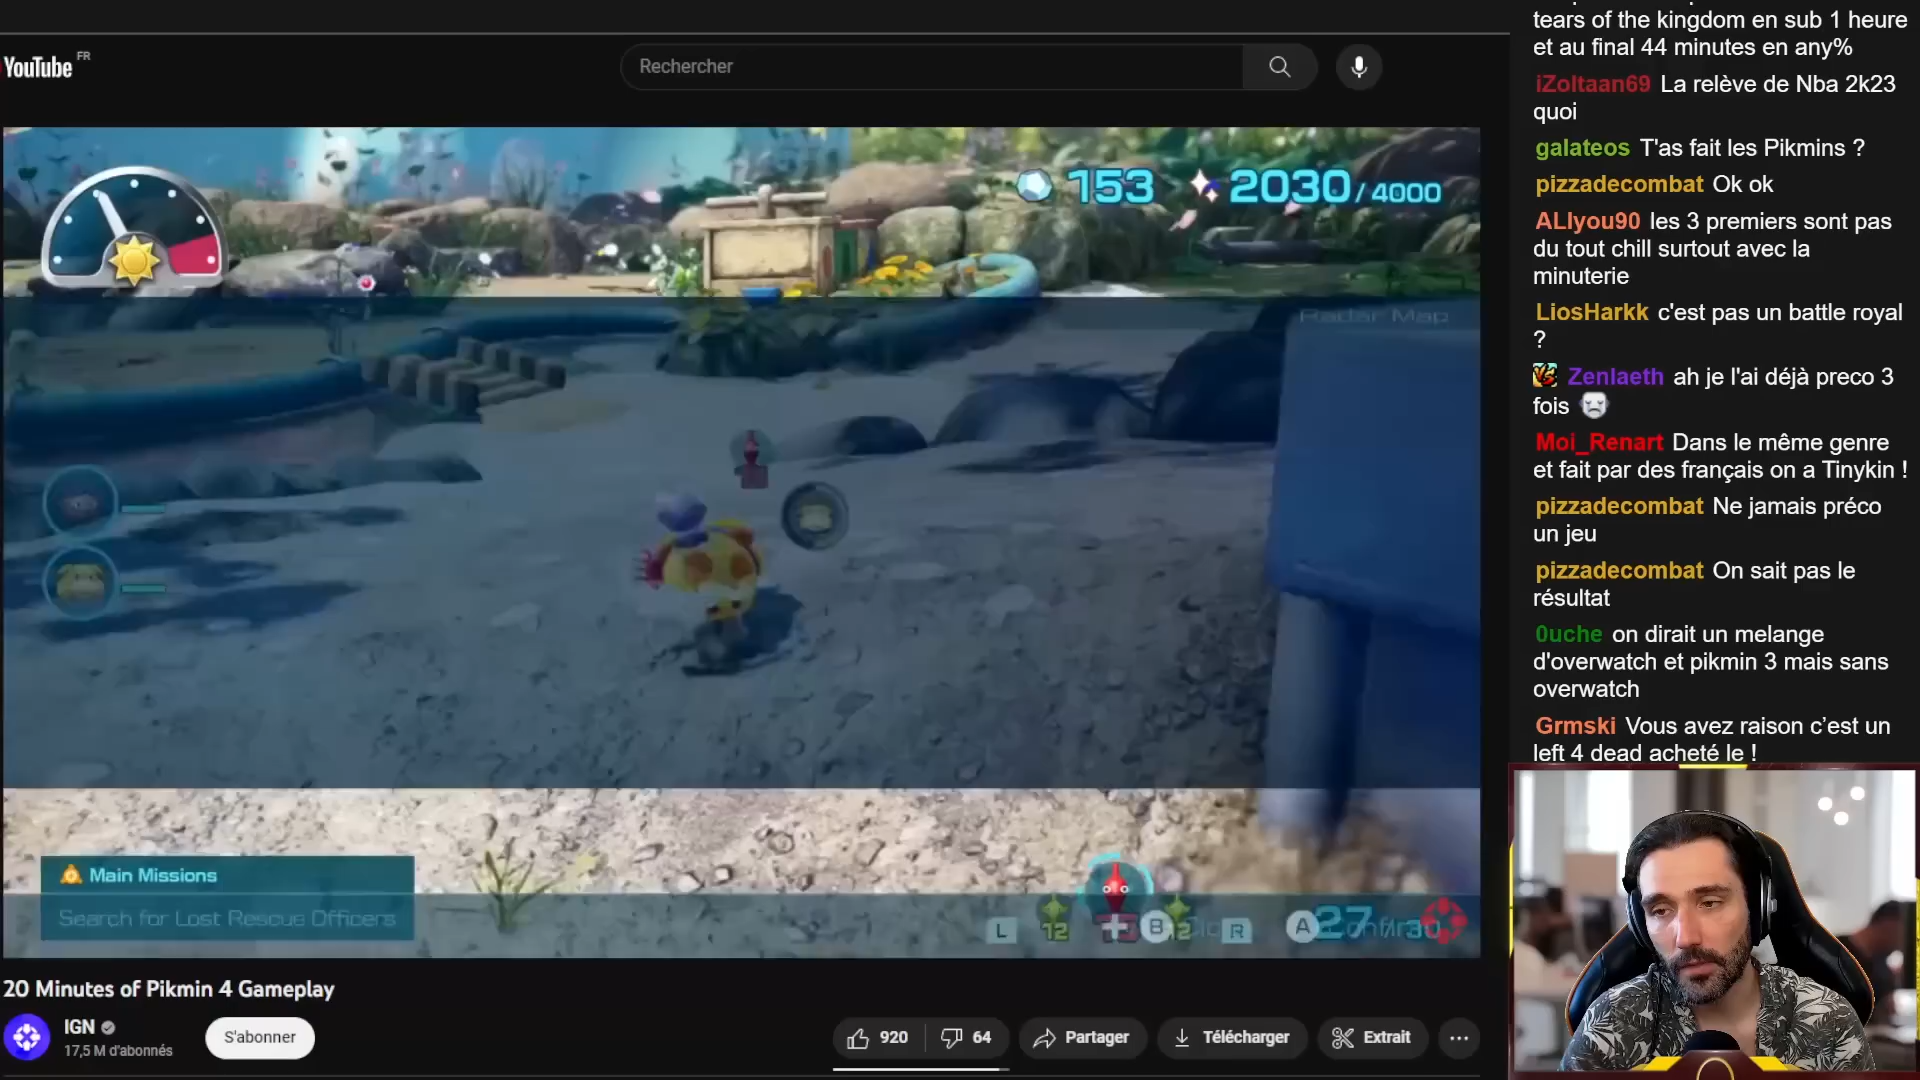 YouTube FR
Rechercher
153
2030/4000
Radar Map
Main Missions
Search for Lost Rescue Officers
L
12
B
12
R
A
27
20 Minutes of Pikmin 4 Gameplay
IGN
17,5 M d'abonnés
S'abonner
920
64
Partager
Télécharger
Extrait
tears of the kingdom en sub 1 heure
et au final 44 minutes en any%
iZoltaan69 La relève de Nba 2k23
quoi
galateos T'as fait les Pikmins ?
pizzadecombat Ok ok
ALIyou90 les 3 premiers sont pas
du tout chill surtout avec la
minuterie
LiosHarkk c'est pas un battle royal
?
Zenlaeth ah je l'ai déjà preco 3
fois
Moi_Renart Dans le même genre
et fait par des français on a Tinykin !
pizzadecombat Ne jamais préco
un jeu
pizzadecombat On sait pas le
résultat
0uche on dirait un melange
d'overwatch et pikmin 3 mais sans
overwatch
Grmski Vous avez raison c’est un
left 4 dead acheté le !